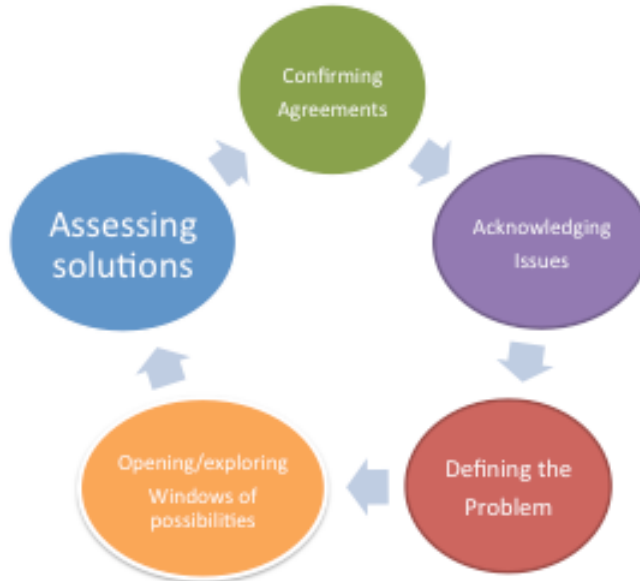 Confirming
Agreements
Acknowledging
Issues
Defining the
Problem
Opening/exploring
Windows of
possibilities
Assessing
solutions